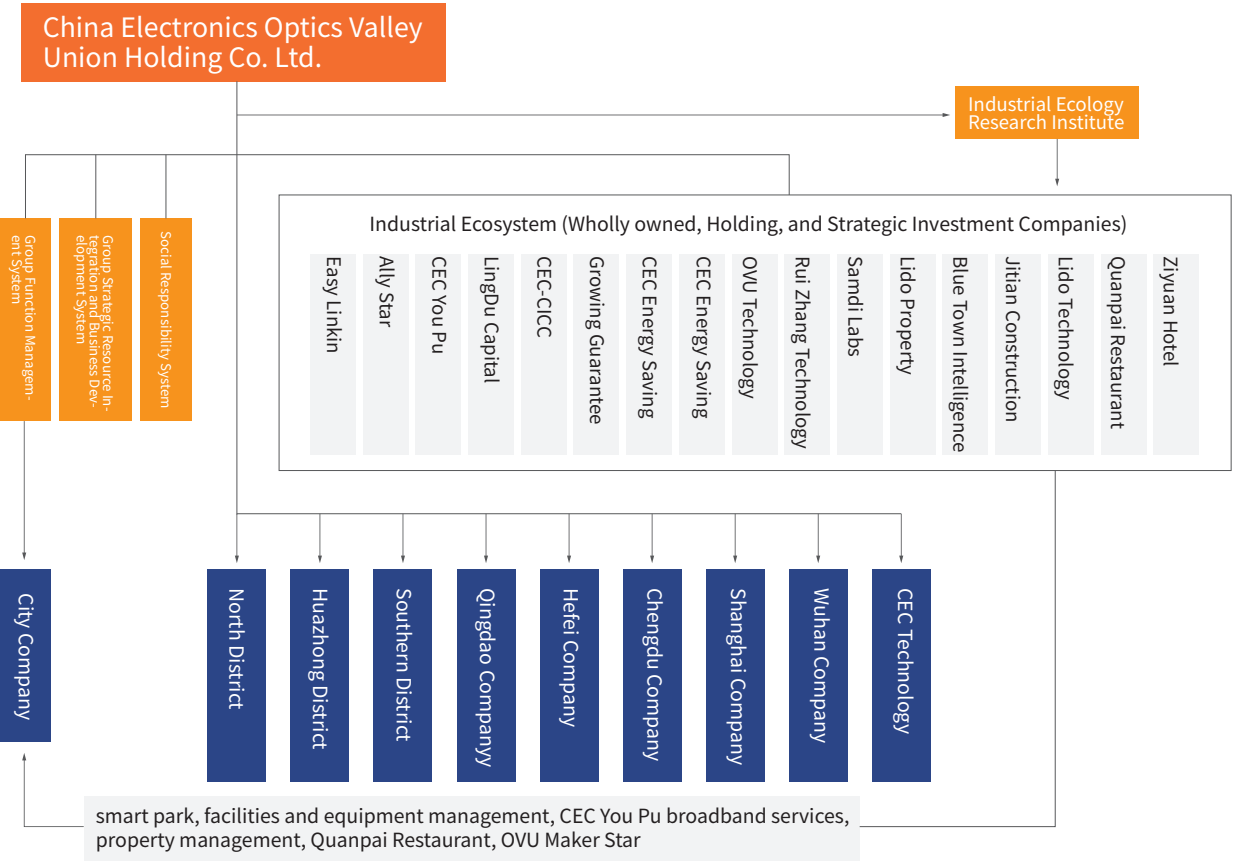 China Electronics Optics Valley
Union Holding Co. Ltd.
Industrial Ecology
Research Institute
Group Function Managem-
ent System
Group Strategic Resource In-
tegration and Business Dev-
elopment System
Social Responsibility System
Industrial Ecosystem (Wholly owned, Holding, and Strategic Investment Companies)
Easy Linkin
Ally Star
CEC You Pu
LingDu Capital
CEC-CICC
Growing Guarantee
CEC Energy Saving
CEC Energy Saving
OVU Technology
Rui Zhang Technology
Samdi Labs
Lido Property
Blue Town Intelligence
Jitian Construction
Lido Technology
Quanpai Restaurant
Ziyuan Hotel
City Company
North District
Huazhong District
Southern District
Qingdao Companyy
Hefei Company
Chengdu Company
Shanghai Company
Wuhan Company
CEC Technology
smart park, facilities and equipment management, CEC You Pu broadband services,
property management, Quanpai Restaurant, OVU Maker Star